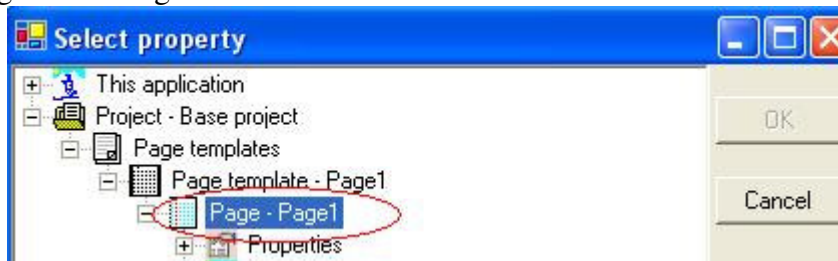 Select property
This application
Project - Base project
OK
Page templates
Page template - Page1
Cancel
Page - Page1
Properties